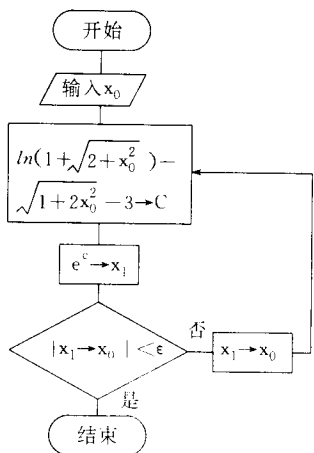 开始
输入x₀
ln(1+√2+x₀²)−
√1+2x₀²−3→C
eᶜ→x₁
|x₁→x₀|<ε
否
x₁→x₀
是
结束